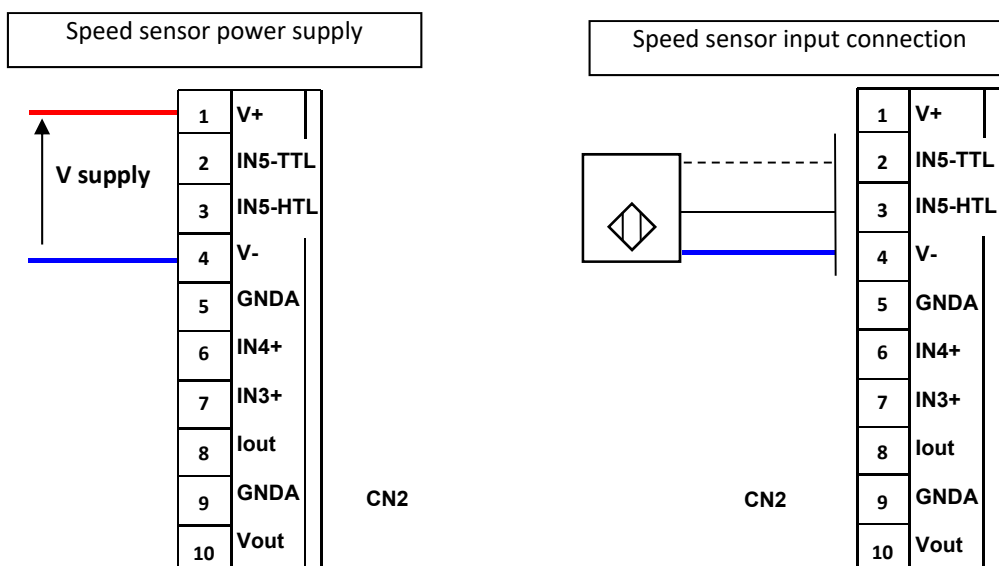 Speed sensor power supply
V supply
1 V+
2 IN5-TTL
3 IN5-HTL
4 V-
5 GNDA
6 IN4+
7 IN3+
8 Iout
9 GNDA
10 Vout
CN2
Speed sensor input connection
1 V+
2 IN5-TTL
3 IN5-HTL
4 V-
5 GNDA
6 IN4+
7 IN3+
8 Iout
9 GNDA
10 Vout
CN2